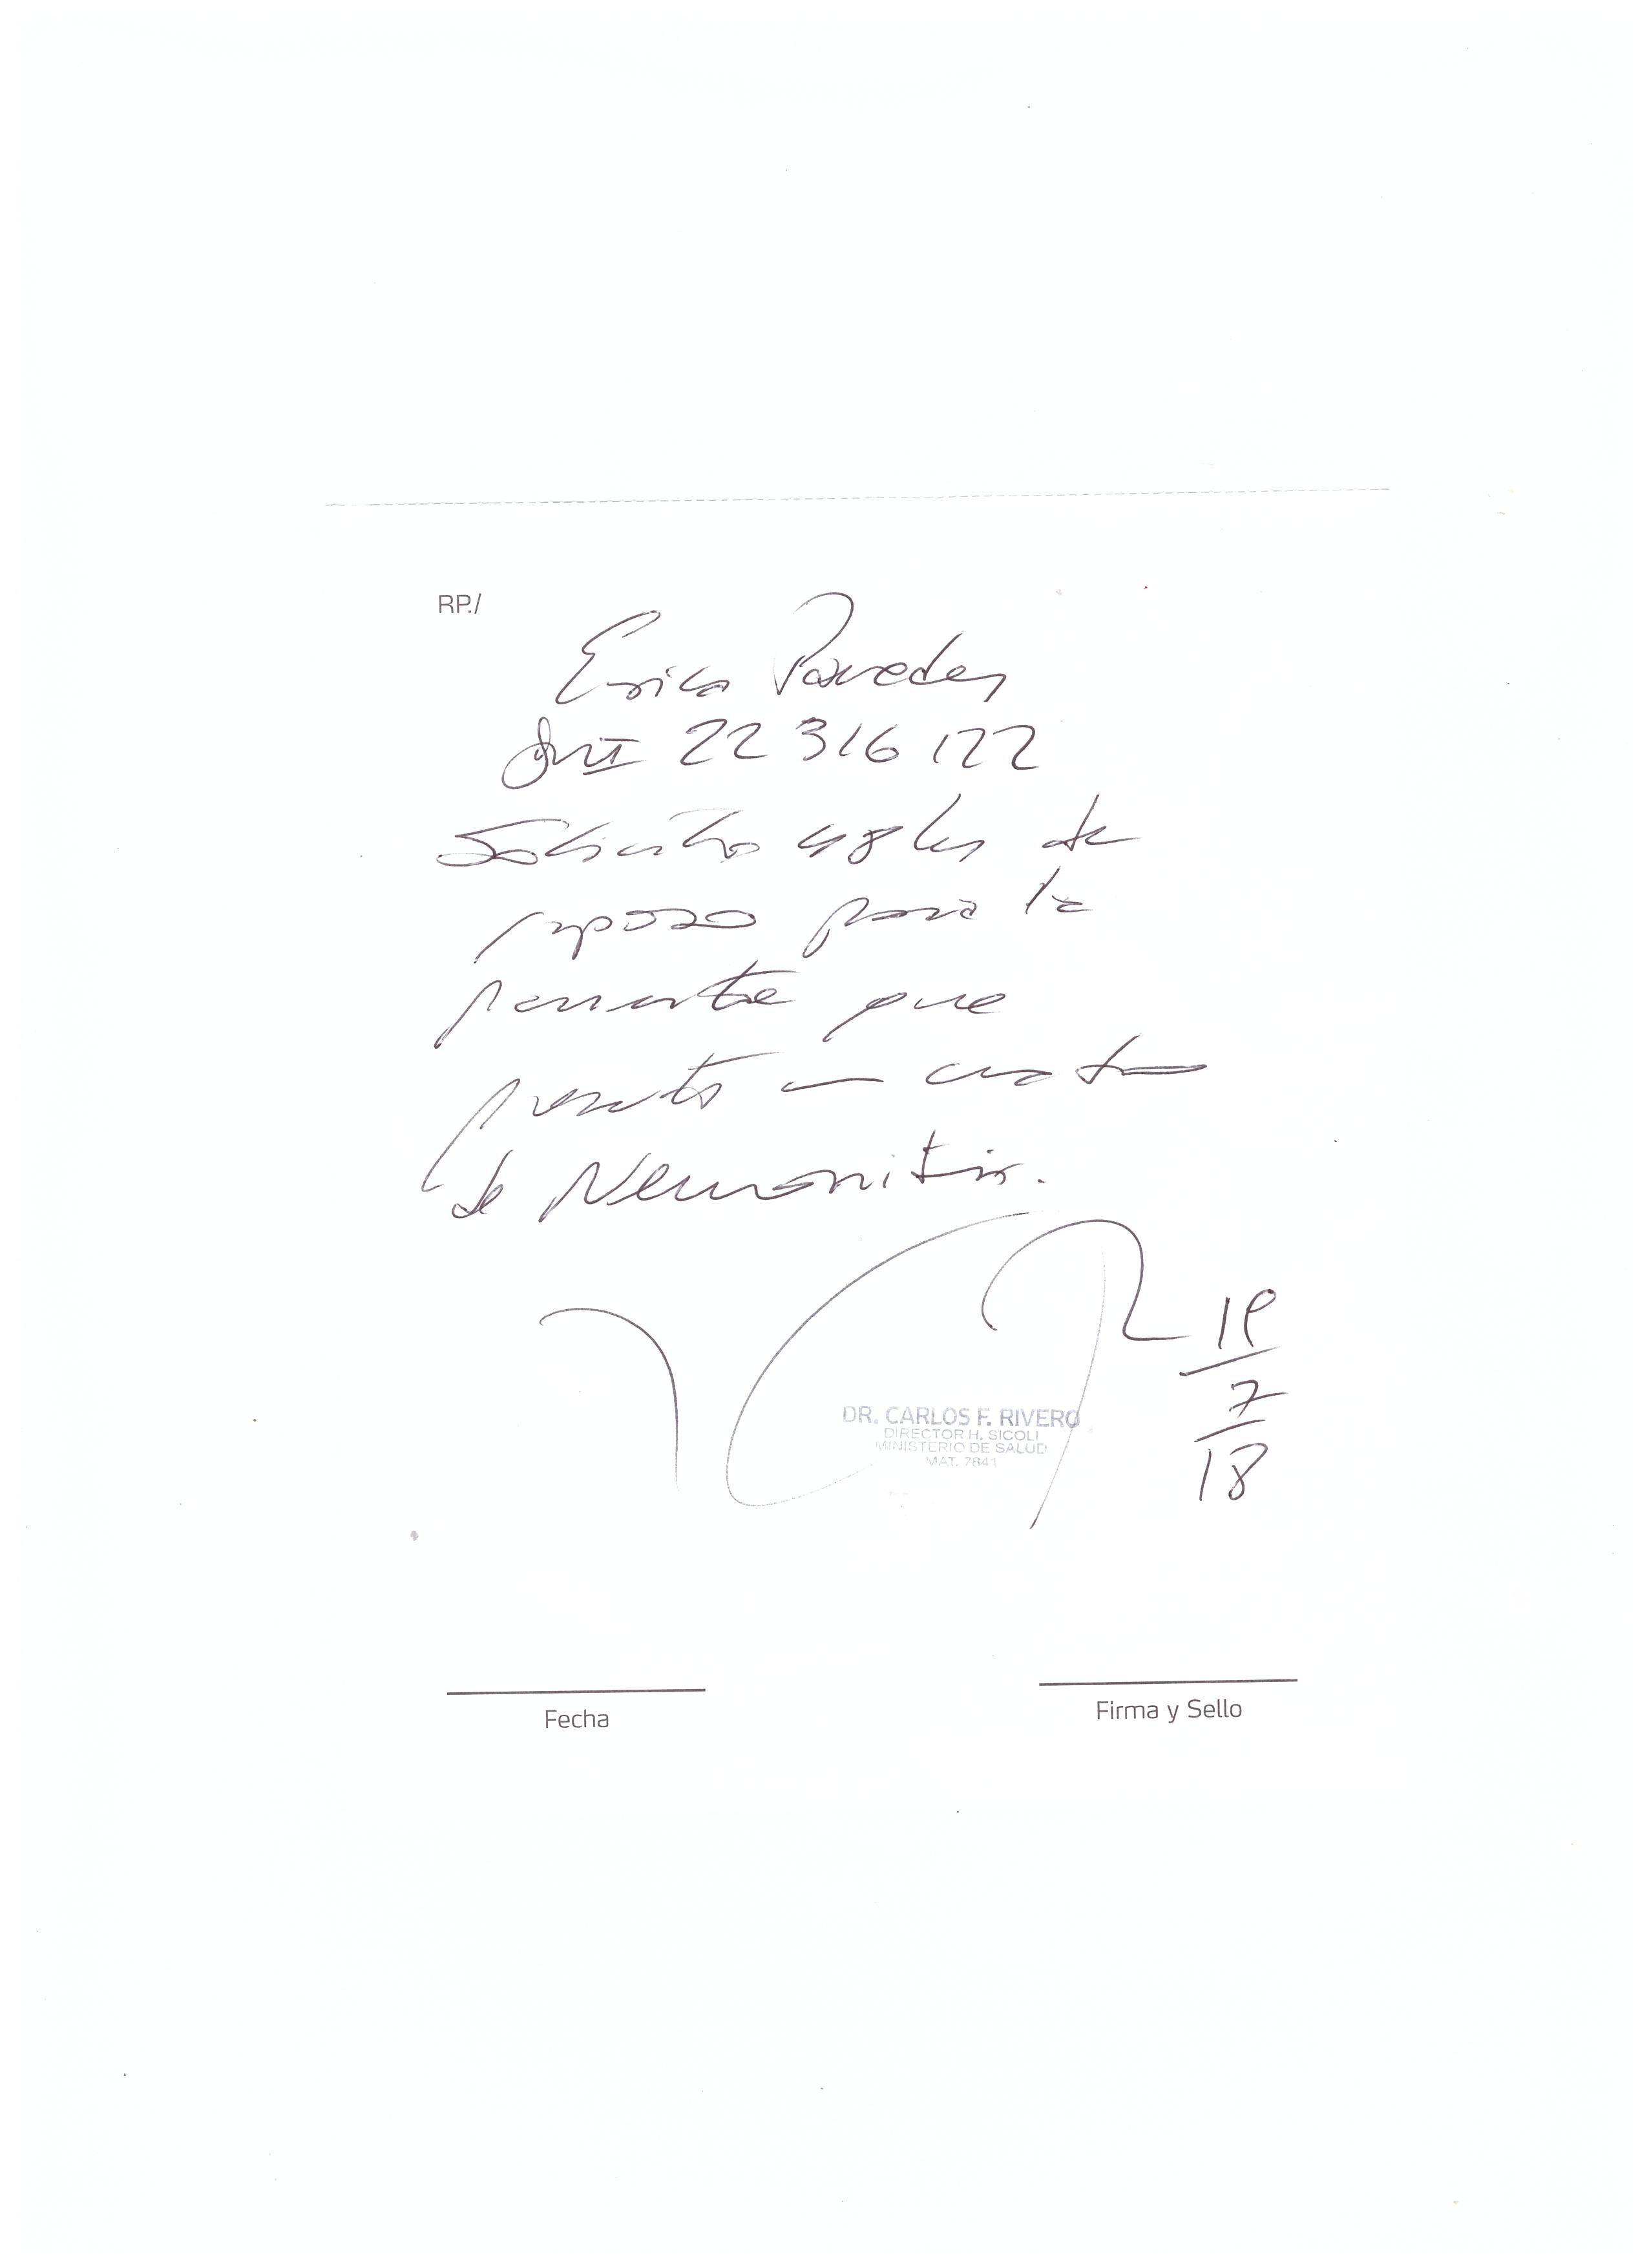 RP./
Erica Paredes
DNI 22 316 122
Solicito 48 hs de
reposo para la
paciente que
presenta un cuadro
de Neumonitis.
19
7
18
DR. CARLOS F. RIVERO
DIRECTOR H. SICOLI
MINISTERIO DE SALUD
MAT. 7841
Fecha
Firma y Sello